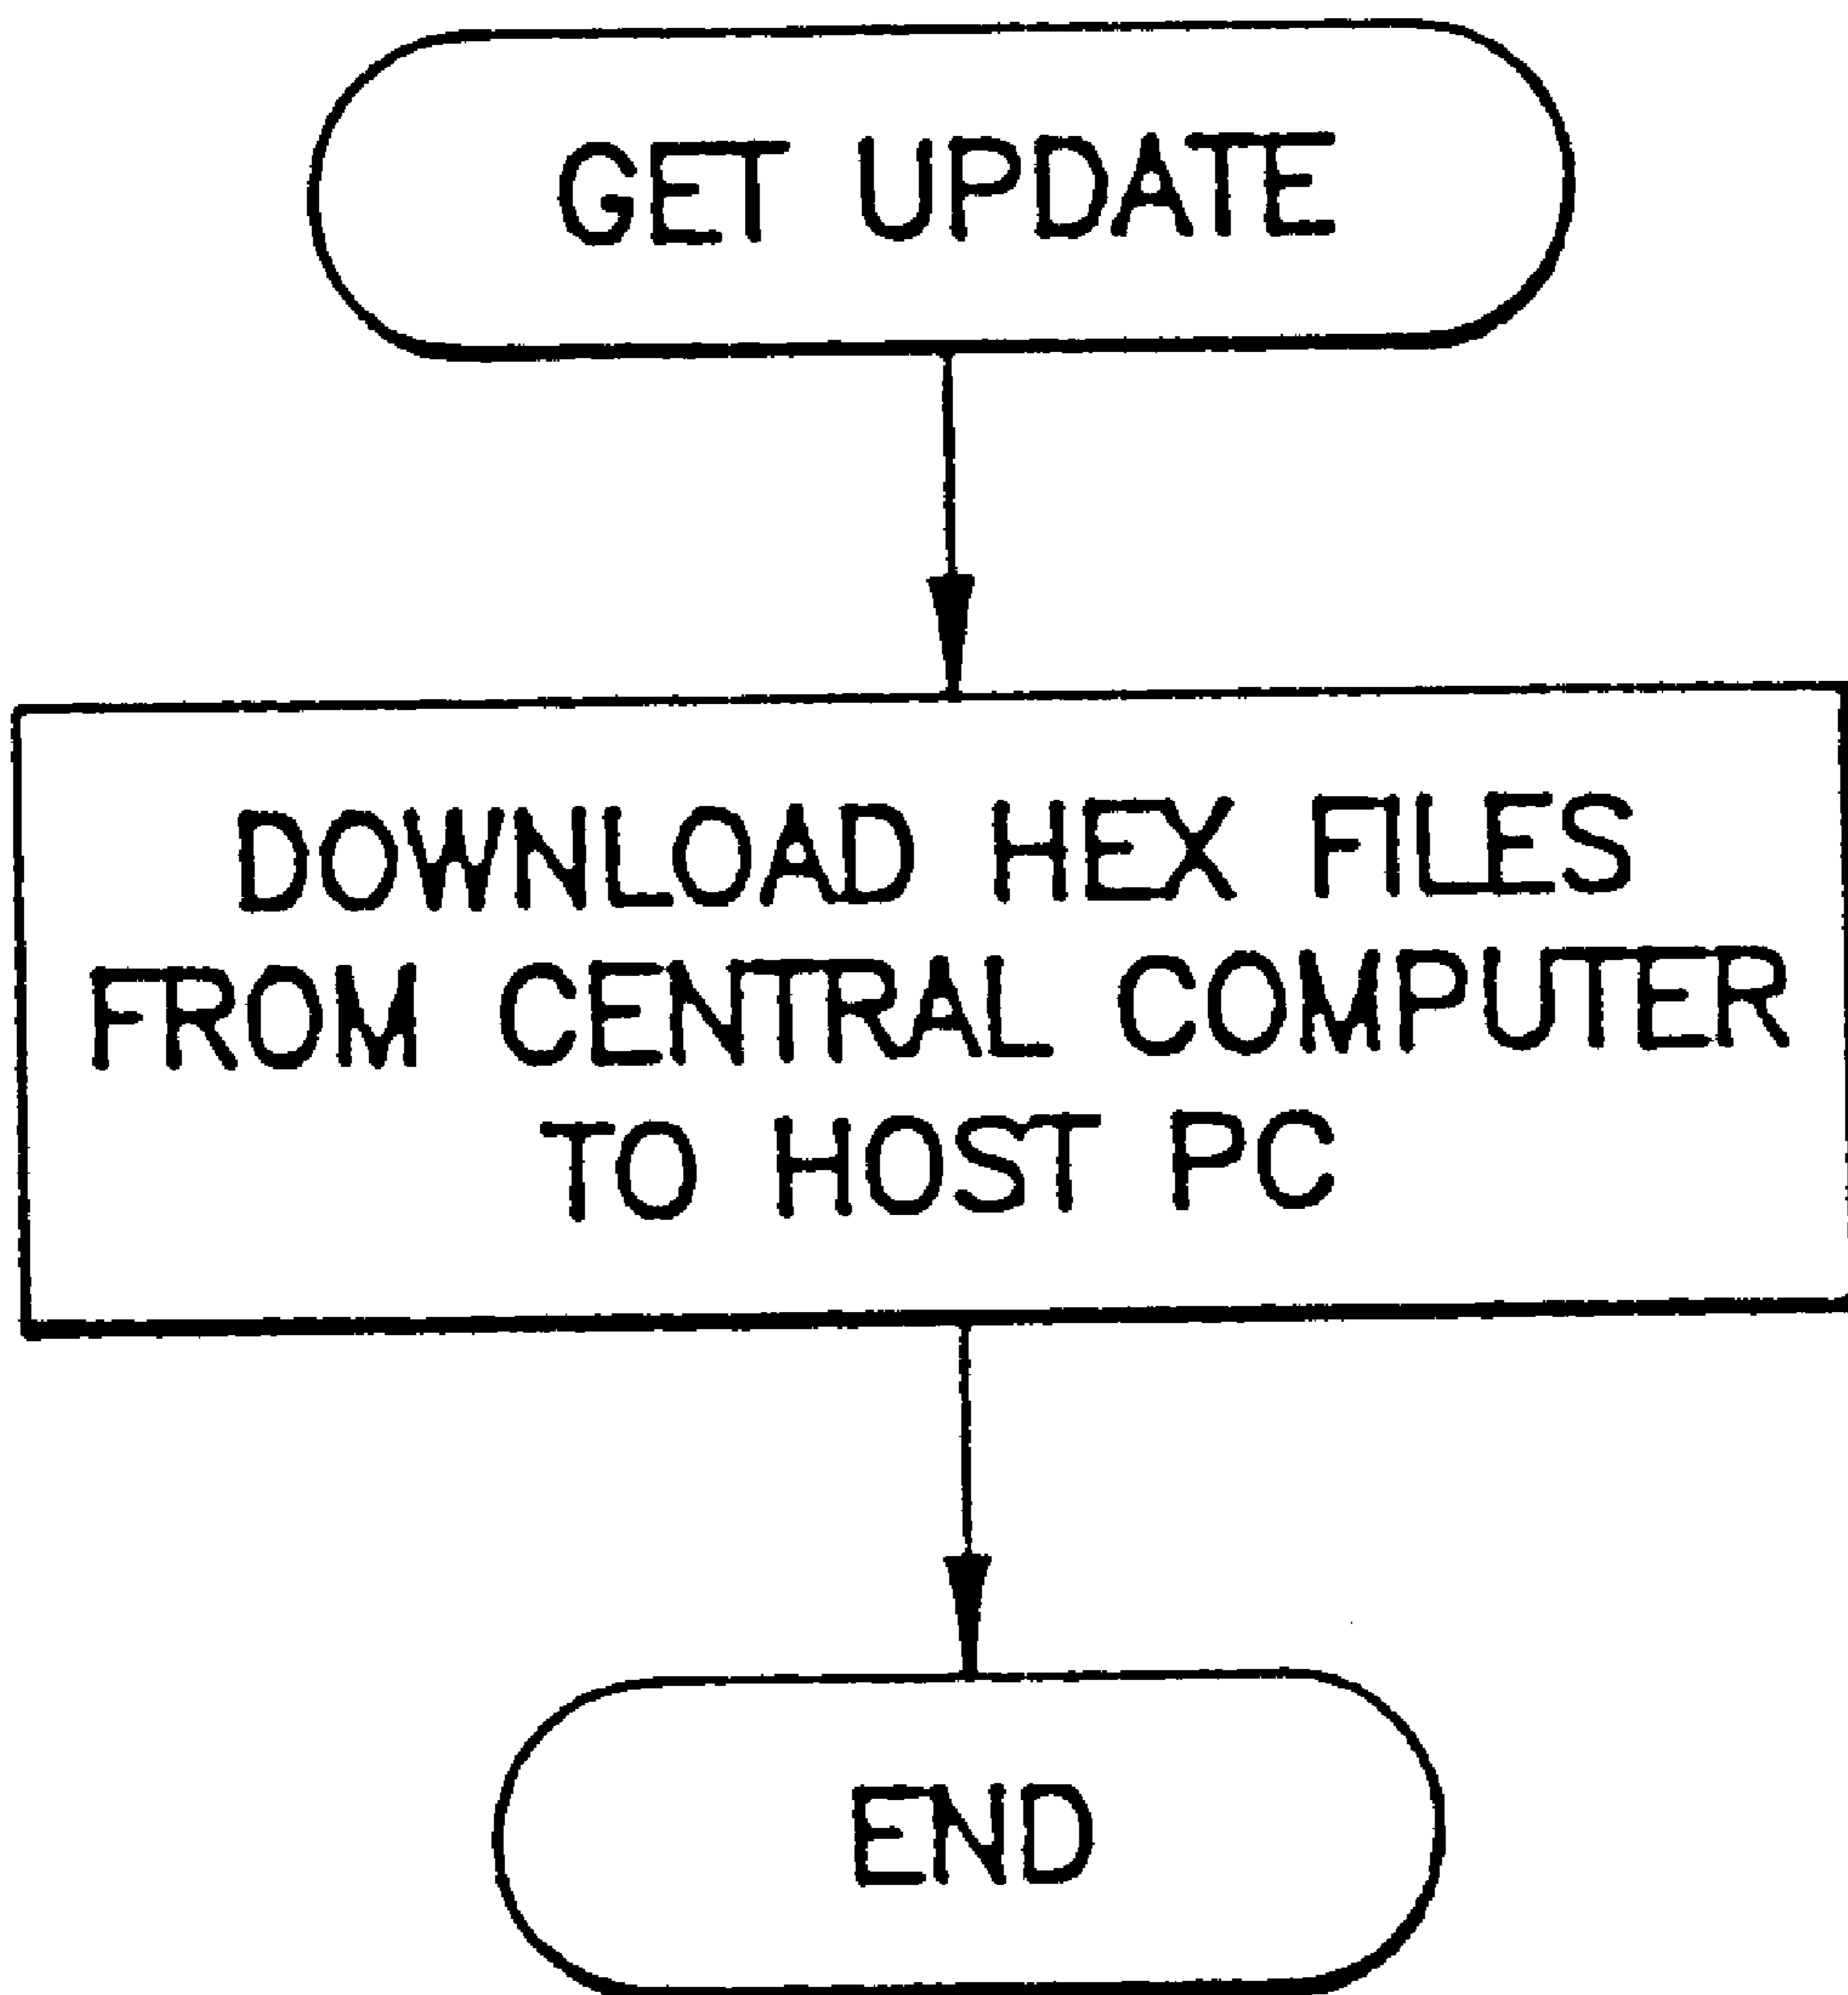 GET UPDATE
DOWNLOAD HEX FILES
FROM CENTRAL COMPUTER
TO HOST PC
END